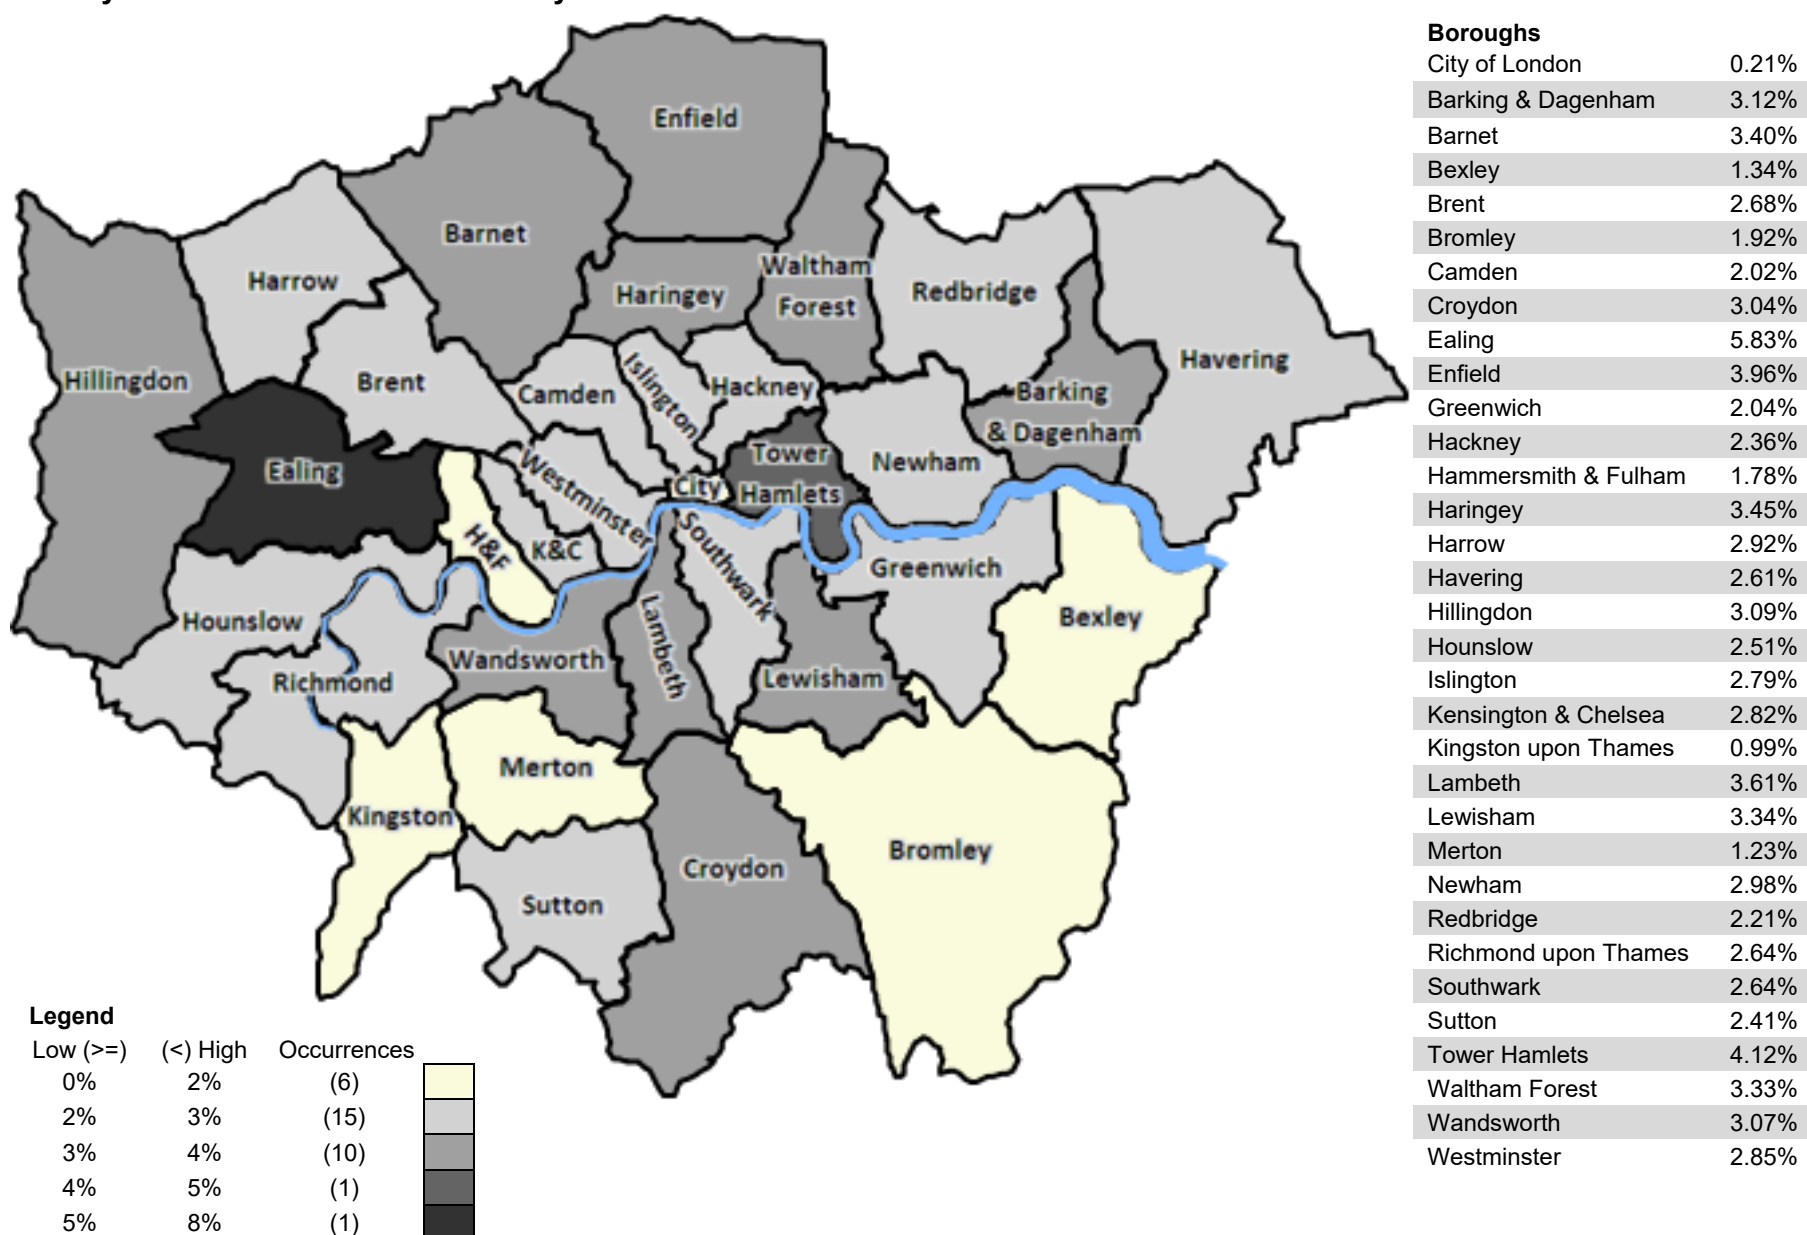 Enfield
Barnet
Harrow
Haringey
Waltham
Forest
Redbridge
Havering
Hillingdon
Brent
Camden
Islington
Hackney
Barking
& Dagenham
Ealing
Tower
Hamlets
Newham
Westminster
City
H&F
K&C
Southwark
Greenwich
Hounslow
Bexley
Richmond
Wandsworth
Lambeth
Lewisham
Merton
Kingston
Croydon
Bromley
Sutton
Legend
Low (>=) (<) High Occurrences
0% 2% (6)
2% 3% (15)
3% 4% (10)
4% 5% (1)
5% 8% (1)
Boroughs
City of London 0.21%
Barking & Dagenham 3.12%
Barnet 3.40%
Bexley 1.34%
Brent 2.68%
Bromley 1.92%
Camden 2.02%
Croydon 3.04%
Ealing 5.83%
Enfield 3.96%
Greenwich 2.04%
Hackney 2.36%
Hammersmith & Fulham 1.78%
Haringey 3.45%
Harrow 2.92%
Havering 2.61%
Hillingdon 3.09%
Hounslow 2.51%
Islington 2.79%
Kensington & Chelsea 2.82%
Kingston upon Thames 0.99%
Lambeth 3.61%
Lewisham 3.34%
Merton 1.23%
Newham 2.98%
Redbridge 2.21%
Richmond upon Thames 2.64%
Southwark 2.64%
Sutton 2.41%
Tower Hamlets 4.12%
Waltham Forest 3.33%
Wandsworth 3.07%
Westminster 2.85%